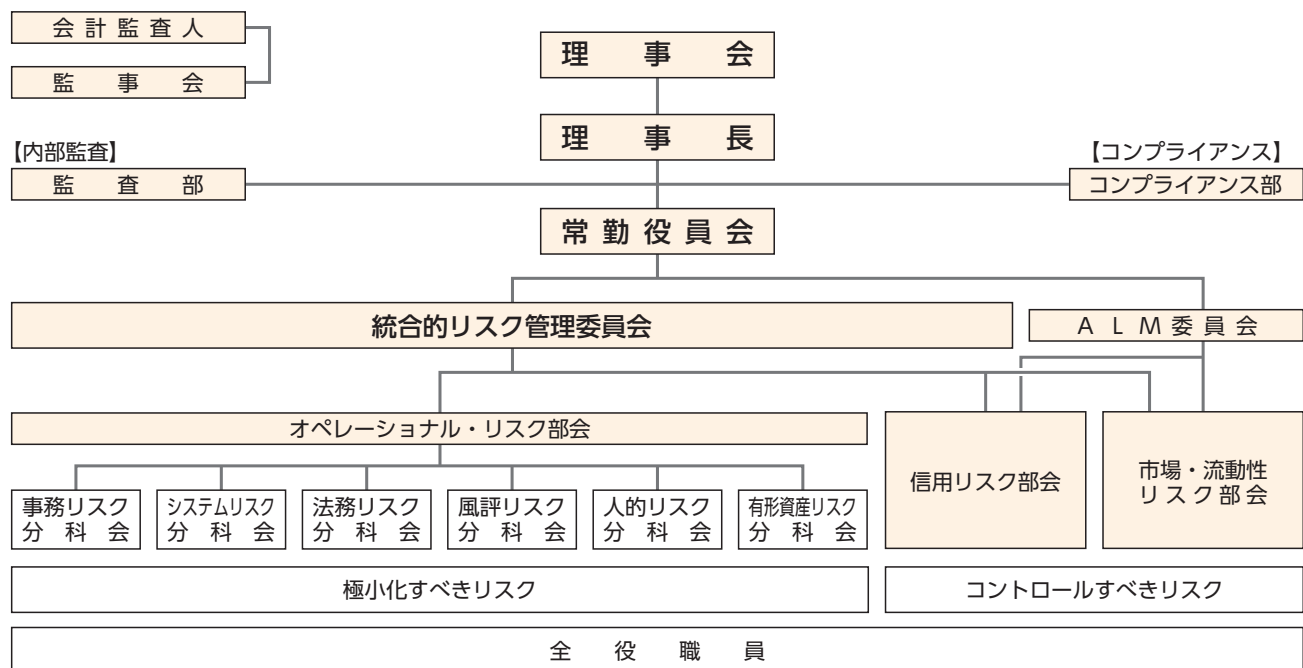 会計監査人
監事会
理事会
理事長
【内部監査】
監査部
【コンプライアンス】
コンプライアンス部
常勤役員会
統合的リスク管理委員会
ALM委員会
オペレーショナル・リスク部会
事務リスク
分科会
システムリスク
分科会
法務リスク
分科会
風評リスク
分科会
人的リスク
分科会
有形資産リスク
分科会
信用リスク部会
市場・流動性
リスク部会
極小化すべきリスク
コントロールすべきリスク
全役職員